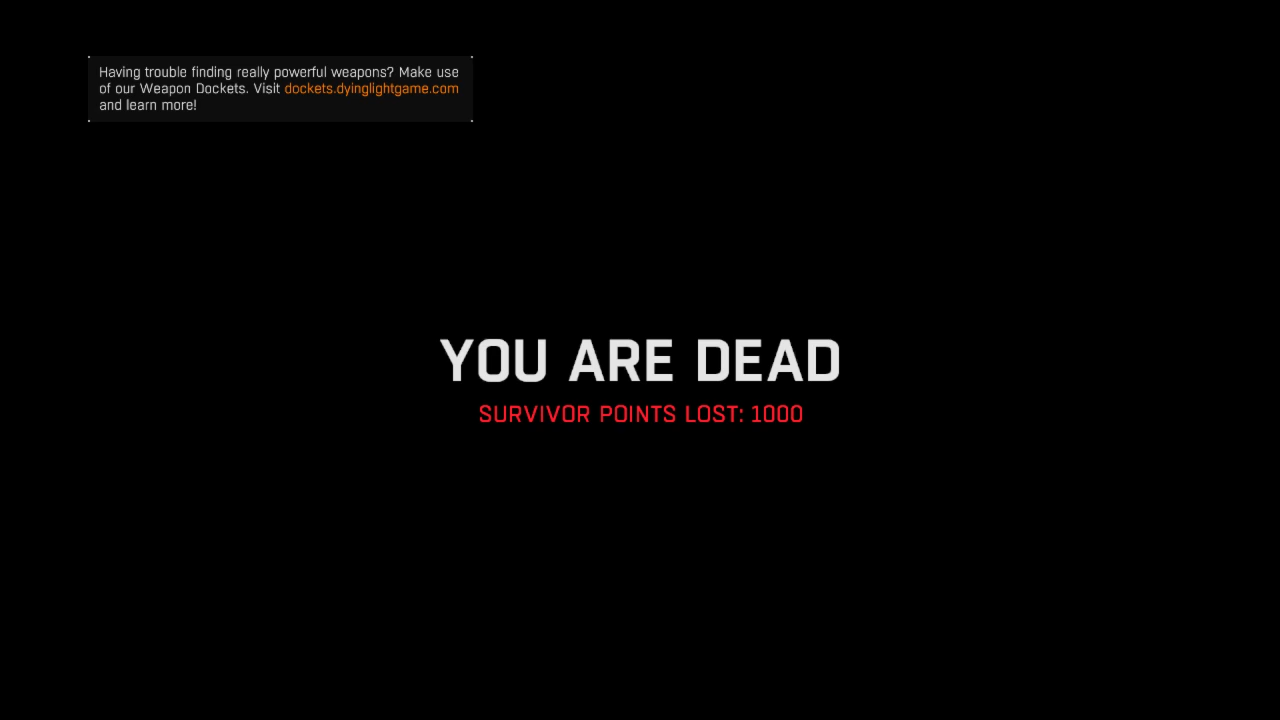 Having trouble finding really powerful weapons? Make use
of our Weapon Dockets. Visit dockets.dyinglightgame.com
and learn more!
YOU ARE DEAD
SURVIVOR POINTS LOST: 1000